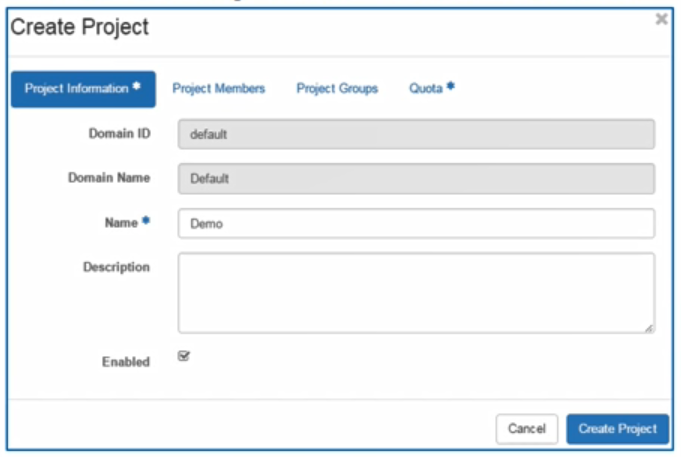 Create Project
×
Project Information * Project Members Project Groups Quota *
Domain ID default
Domain Name Default
Name * Demo
Description
Enabled
Cancel Create Project